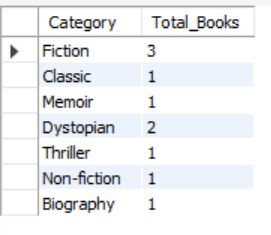 Category Total_Books
Fiction 3
Classic 1
Memoir 1
Dystopian 2
Thriller 1
Non-fiction 1
Biography 1